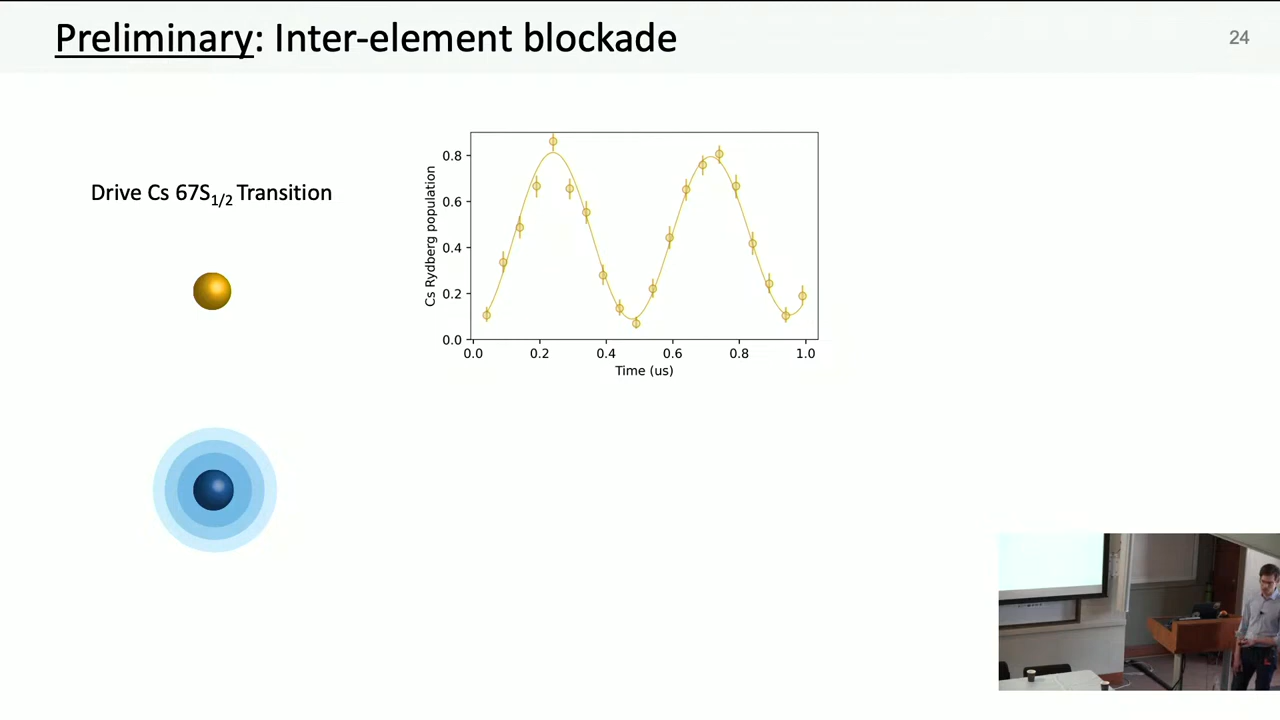 Preliminary: Inter-element blockade
24
Drive Cs 67S1/2 Transition
Cs Rydberg population
0.8
0.6
0.4
0.2
0.0
0.0 0.2 0.4 0.6 0.8 1.0
Time (us)